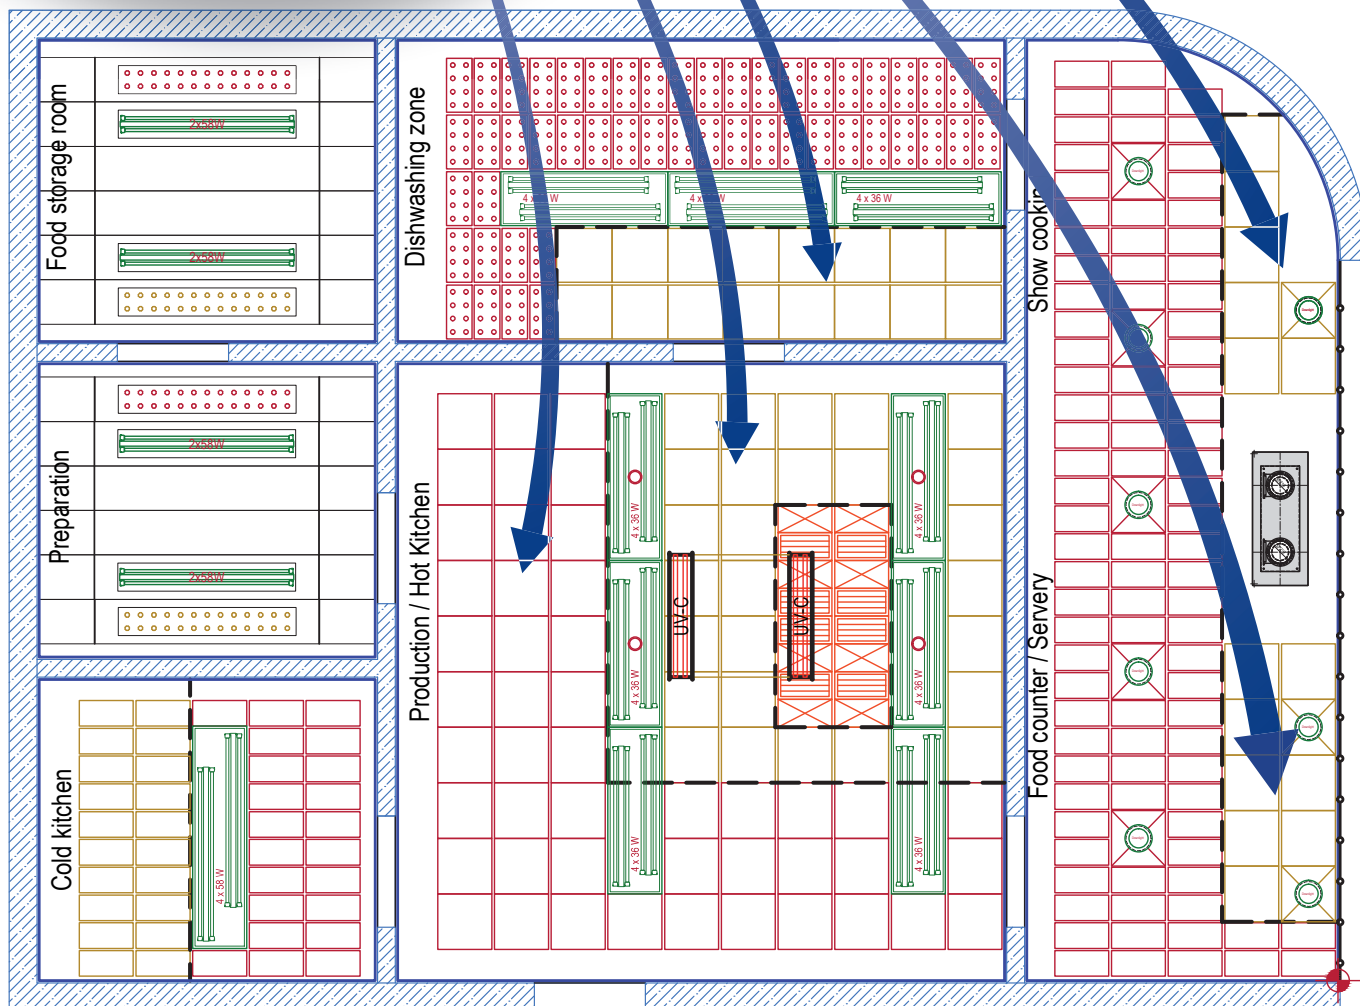 Food storage room
2x58W
2x58W
Dishwashing zone
4 x 36 W
Show cooking
Preparation
2x58W
2x58W
Production / Hot Kitchen
4 x 36 W
4 x 36 W
4 x 36 W
4 x 36 W
4 x 36 W
4 x 36 W
UV-C
UV-C
Food counter / Servery
Cold kitchen
4 x 58 W